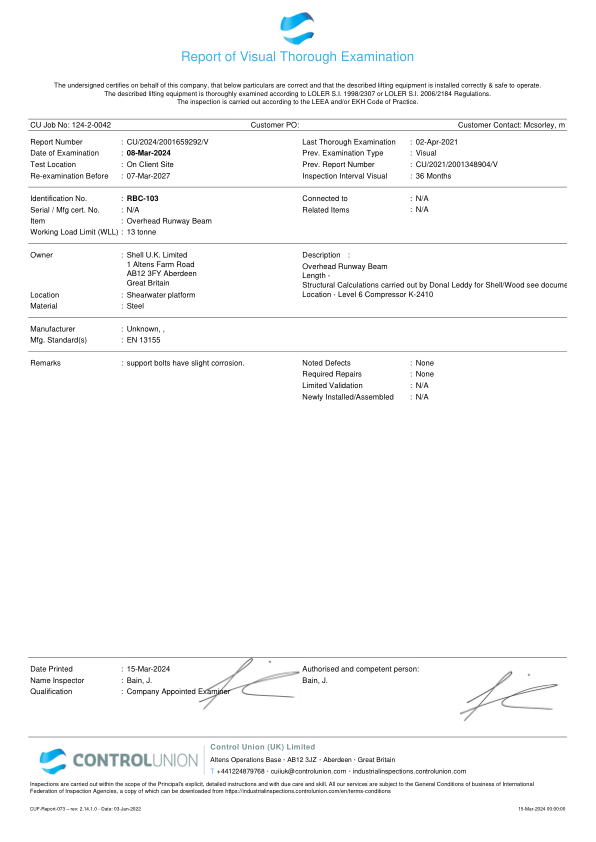 Report of Visual Thorough Examination
The undersigned certifies on behalf of this company, that below particulars are correct and that the described lifting equipment is installed correctly & safe to operate.
The described lifting equipment is thoroughly examined according to LOLER S.I. 1998/2307 or LOLER S.I. 2006/2184 Regulations.
The inspection is carried out according to the LEEA and/or EKH Code of Practice.
CU Job No: 124-2-0042 Customer PO: Customer Contact: Mcsorley, m
Report Number : CU/2024/2001659292/V Last Thorough Examination : 02-Apr-2021
Date of Examination : 08-Mar-2024 Prev. Examination Type : Visual
Test Location : On Client Site Prev. Report Number : CU/2021/2001348904/V
Re-examination Before : 07-Mar-2027 Inspection Interval Visual : 36 Months
Identification No. : RBC-103 Connected to : N/A
Serial / Mfg cert. No. : N/A Related Items : N/A
Item : Overhead Runway Beam
Working Load Limit (WLL) : 13 tonne
Owner : Shell U.K. Limited Description :
1 Altens Farm Road Overhead Runway Beam
AB12 3FY Aberdeen Length -
Great Britain Structural Calculations carried out by Donal Leddy for Shell/Wood see docume
Location : Shearwater platform Location - Level 6 Compressor K-2410
Material : Steel
Manufacturer : Unknown, ,
Mfg. Standard(s) : EN 13155
Remarks : support bolts have slight corrosion. Noted Defects : None
Required Repairs : None
Limited Validation : N/A
Newly Installed/Assembled : N/A
Date Printed : 15-Mar-2024 Authorised and competent person:
Name Inspector : Bain, J. Bain, J.
Qualification : Company Appointed Examiner
CONTROLUNION
Control Union (UK) Limited
Altens Operations Base · AB12 3JZ · Aberdeen · Great Britain
T +441224879768 · cuiiuk@controlunion.com · industrialinspections.controlunion.com
Inspections are carried out within the scope of the Principal's explicit, detailed instructions and with due care and skill. All our services are subject to the General Conditions of business of International
Federation of Inspection Agencies, a copy of which can be downloaded from https://industrialinspections.controlunion.com/en/terms-conditions
CUF-Report-073 – rev: 2.14.1.0 - Date: 03-Jun-2022 15-Mar-2024 00:00:00